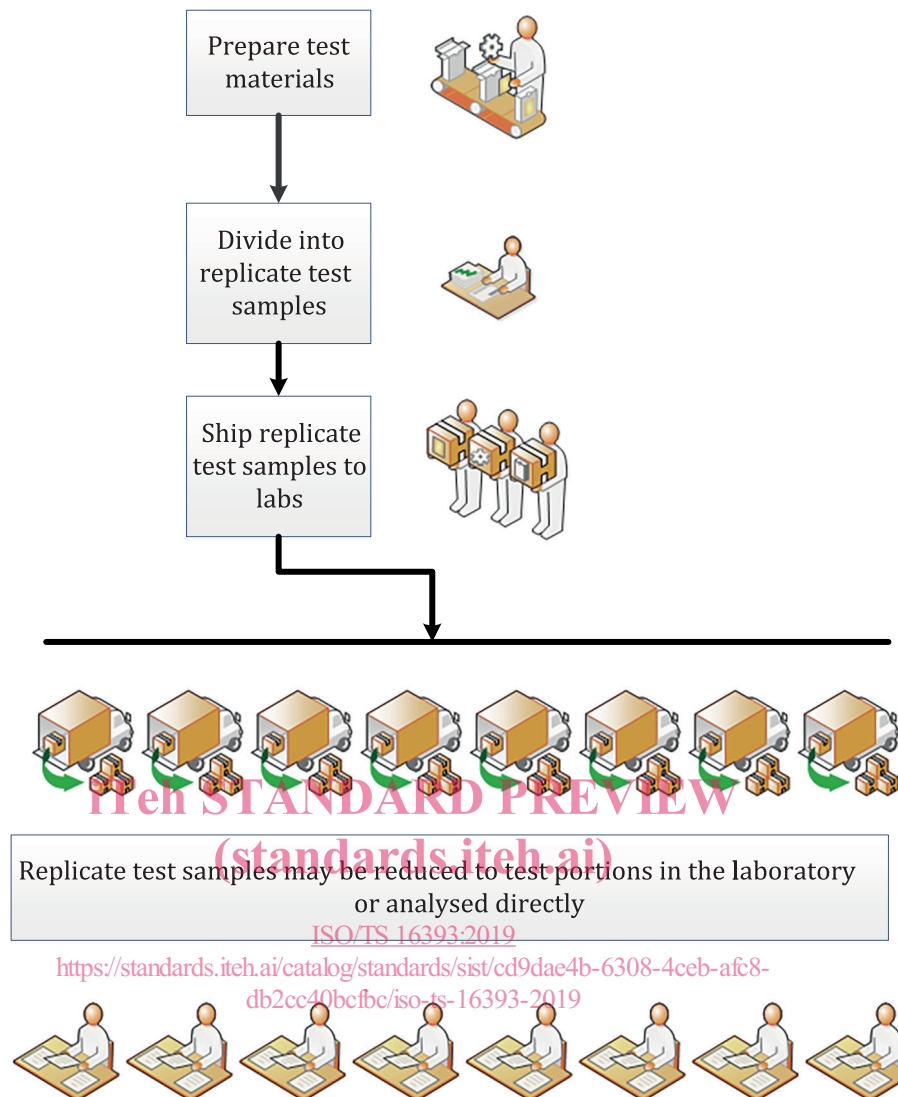 Prepare test
materials
Divide into
replicate test
samples
Ship replicate
test samples to
labs
iTeh STANDARD PREVIEW
(standards.iteh.ai)
Replicate test samples may be reduced to test portions in the laboratory
or analysed directly
ISO/TS 16393:2019
https://standards.iteh.ai/catalog/standards/sist/cd9dae4b-6308-4ceb-afc8-
db2cc40bcfbc/iso-ts-16393-2019